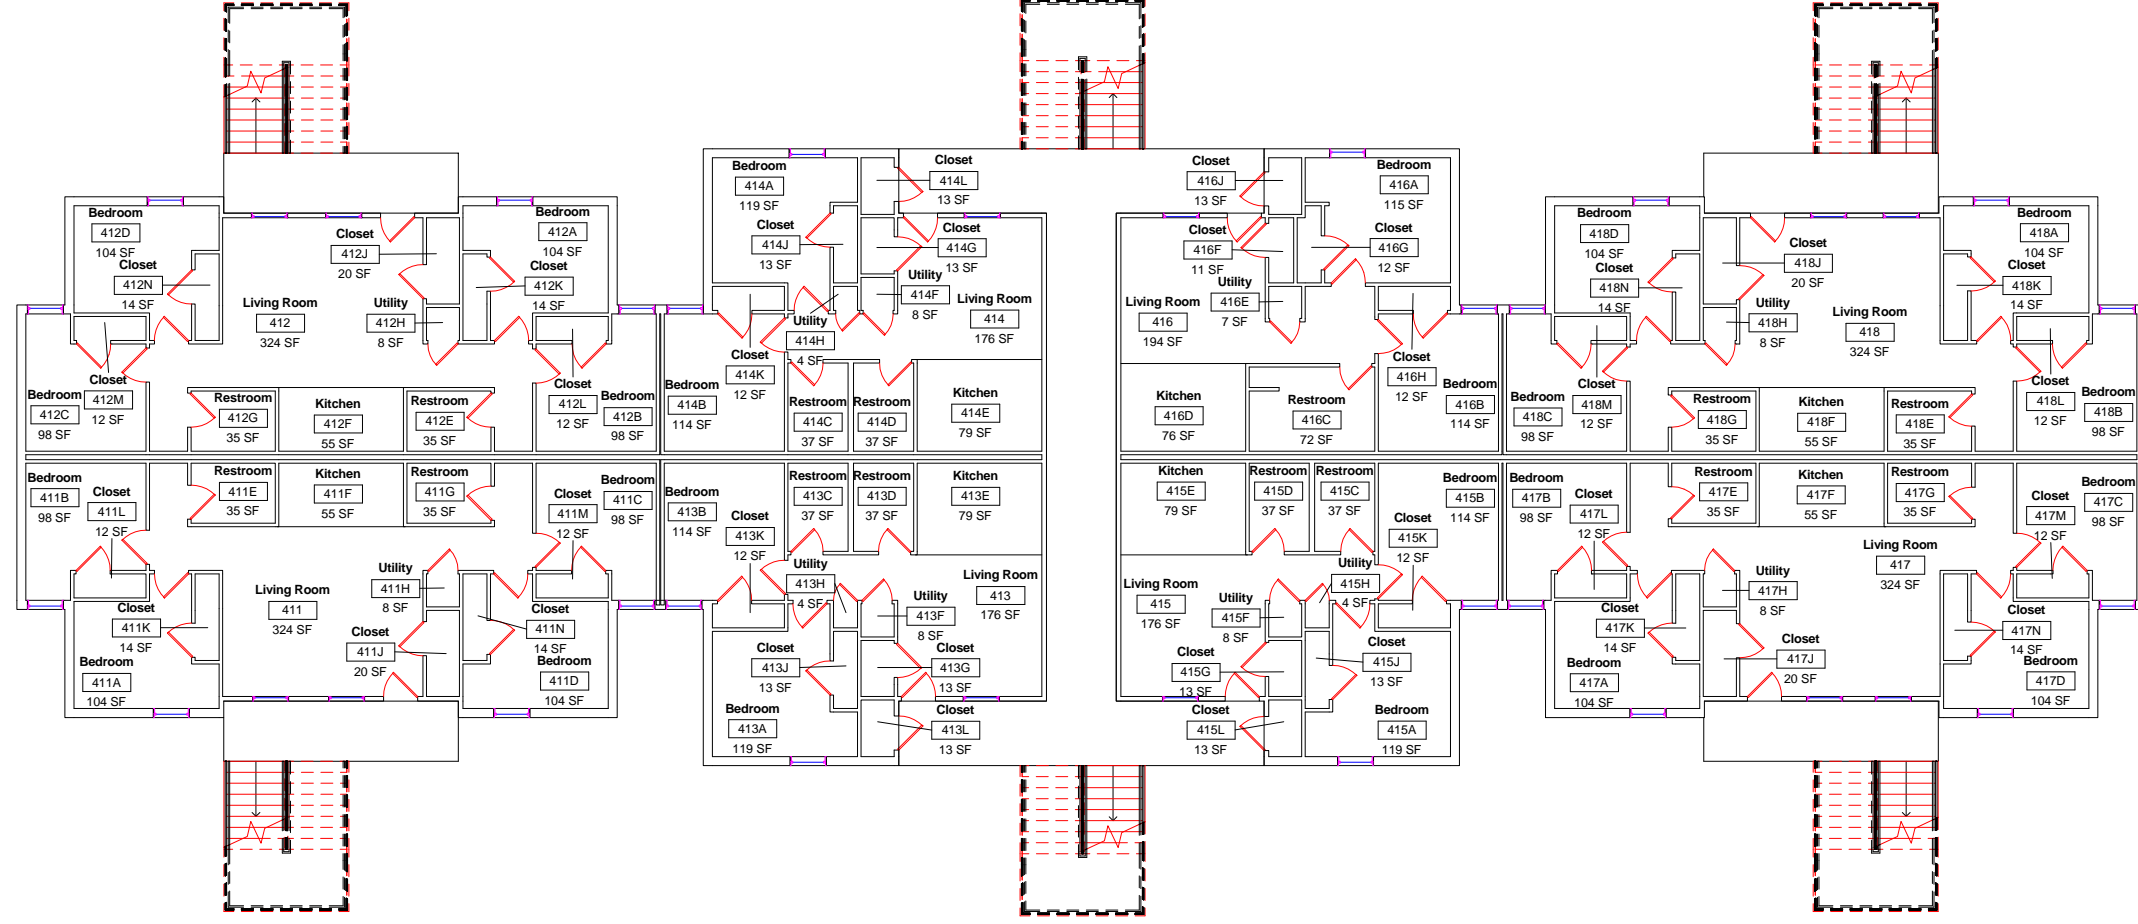 Bedroom
412D
104 SF
Closet
412N
14 SF
Living Room
412
324 SF
Closet
412J
20 SF
Utility
412H
8 SF
Bedroom
412A
104 SF
Closet
412K
14 SF
Bedroom
412C
98 SF
Closet
412M
12 SF
Restroom
412G
35 SF
Kitchen
412F
55 SF
Restroom
412E
35 SF
Closet
412L
12 SF
Bedroom
412B
98 SF
Bedroom
411B
98 SF
Closet
411L
12 SF
Restroom
411E
35 SF
Kitchen
411F
55 SF
Restroom
411G
35 SF
Closet
411M
12 SF
Bedroom
411C
98 SF
Closet
411K
14 SF
Bedroom
411A
104 SF
Living Room
411
324 SF
Utility
411H
8 SF
Closet
411J
20 SF
Closet
411N
14 SF
Bedroom
411D
104 SF
Bedroom
414A
119 SF
Closet
414L
13 SF
Closet
414J
13 SF
Closet
414G
13 SF
Utility
414F
8 SF
Living Room
414
176 SF
Utility
414H
4 SF
Closet
414K
12 SF
Bedroom
414B
114 SF
Restroom
414C
37 SF
Restroom
414D
37 SF
Kitchen
414E
79 SF
Bedroom
413B
114 SF
Closet
413K
12 SF
Restroom
413C
37 SF
Restroom
413D
37 SF
Kitchen
413E
79 SF
Utility
413H
4 SF
Utility
413F
8 SF
Living Room
413
176 SF
Closet
413J
13 SF
Closet
413G
13 SF
Bedroom
413A
119 SF
Closet
413L
13 SF
Closet
416J
13 SF
Bedroom
416A
115 SF
Closet
416F
11 SF
Closet
416G
12 SF
Utility
416E
7 SF
Living Room
416
194 SF
Closet
416H
12 SF
Bedroom
416B
114 SF
Kitchen
416D
76 SF
Restroom
416C
72 SF
Kitchen
415E
79 SF
Restroom
415D
37 SF
Restroom
415C
37 SF
Bedroom
415B
114 SF
Closet
415K
12 SF
Utility
415H
4 SF
Living Room
415
176 SF
Utility
415F
8 SF
Closet
415G
13 SF
Closet
415J
13 SF
Closet
415L
13 SF
Bedroom
415A
119 SF
Bedroom
418D
104 SF
Closet
418N
14 SF
Closet
418J
20 SF
Utility
418H
8 SF
Living Room
418
324 SF
Bedroom
418A
104 SF
Closet
418K
14 SF
Bedroom
418C
98 SF
Closet
418M
12 SF
Restroom
418G
35 SF
Kitchen
418F
55 SF
Restroom
418E
35 SF
Closet
418L
12 SF
Bedroom
418B
98 SF
Bedroom
417B
98 SF
Closet
417L
12 SF
Restroom
417E
35 SF
Kitchen
417F
55 SF
Restroom
417G
35 SF
Closet
417M
12 SF
Bedroom
417C
98 SF
Closet
417K
14 SF
Bedroom
417A
104 SF
Utility
417H
8 SF
Closet
417J
20 SF
Living Room
417
324 SF
Closet
417N
14 SF
Bedroom
417D
104 SF